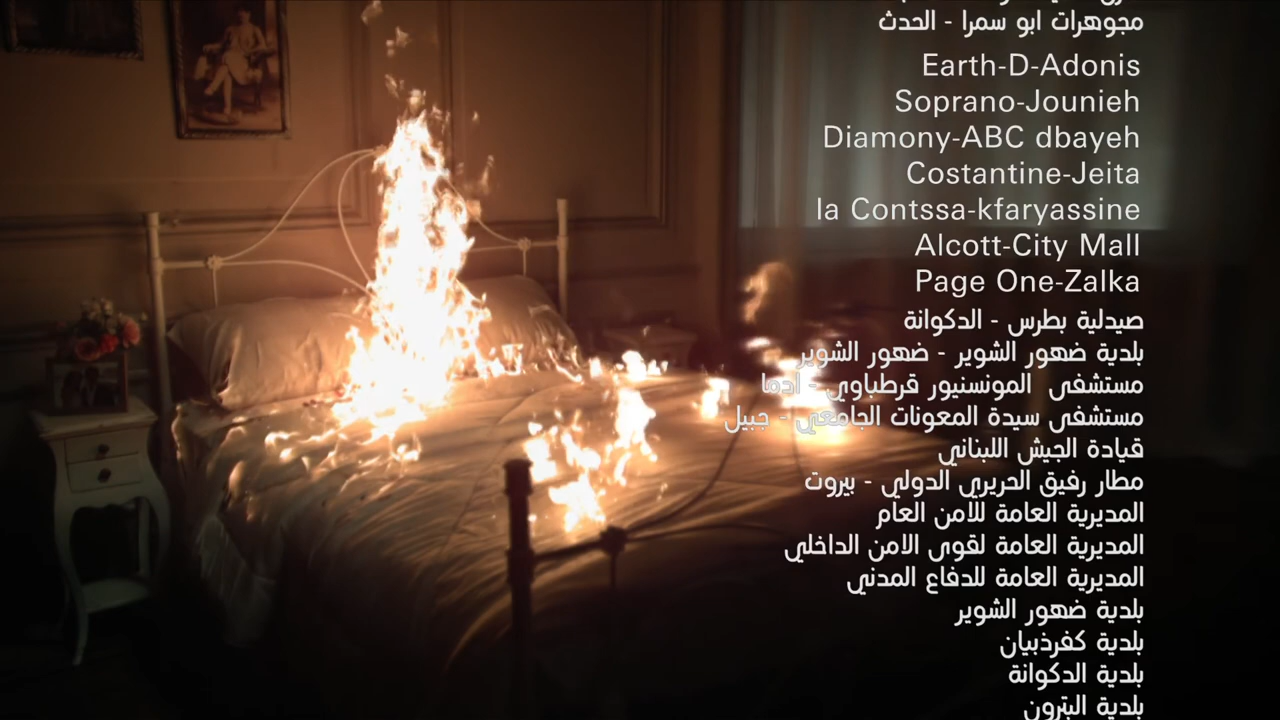 مجوهرات ابو سمرا - الحدث
Earth-D-Adonis
Soprano-Jounieh
Diamony-ABC dbayeh
Costantine-Jeita
la Contssa-kfaryassine
Alcott-City Mall
Page One-Zalka
صيدلية بطرس - الدكوانة
بلدية ضهور الشوير - ضهور الشوير
مستشفى المونسنيور قرطباوي - ادما
مستشفى سيدة المعونات الجامعي - جبيل
قيادة الجيش اللبناني
مطار رفيق الحريري الدولي - بيروت
المديرية العامة للامن العام
المديرية العامة لقوى الامن الداخلي
المديرية العامة للدفاع المدني
بلدية ضهور الشوير
بلدية كفرذبيان
بلدية الدكوانة
بلدية البترون